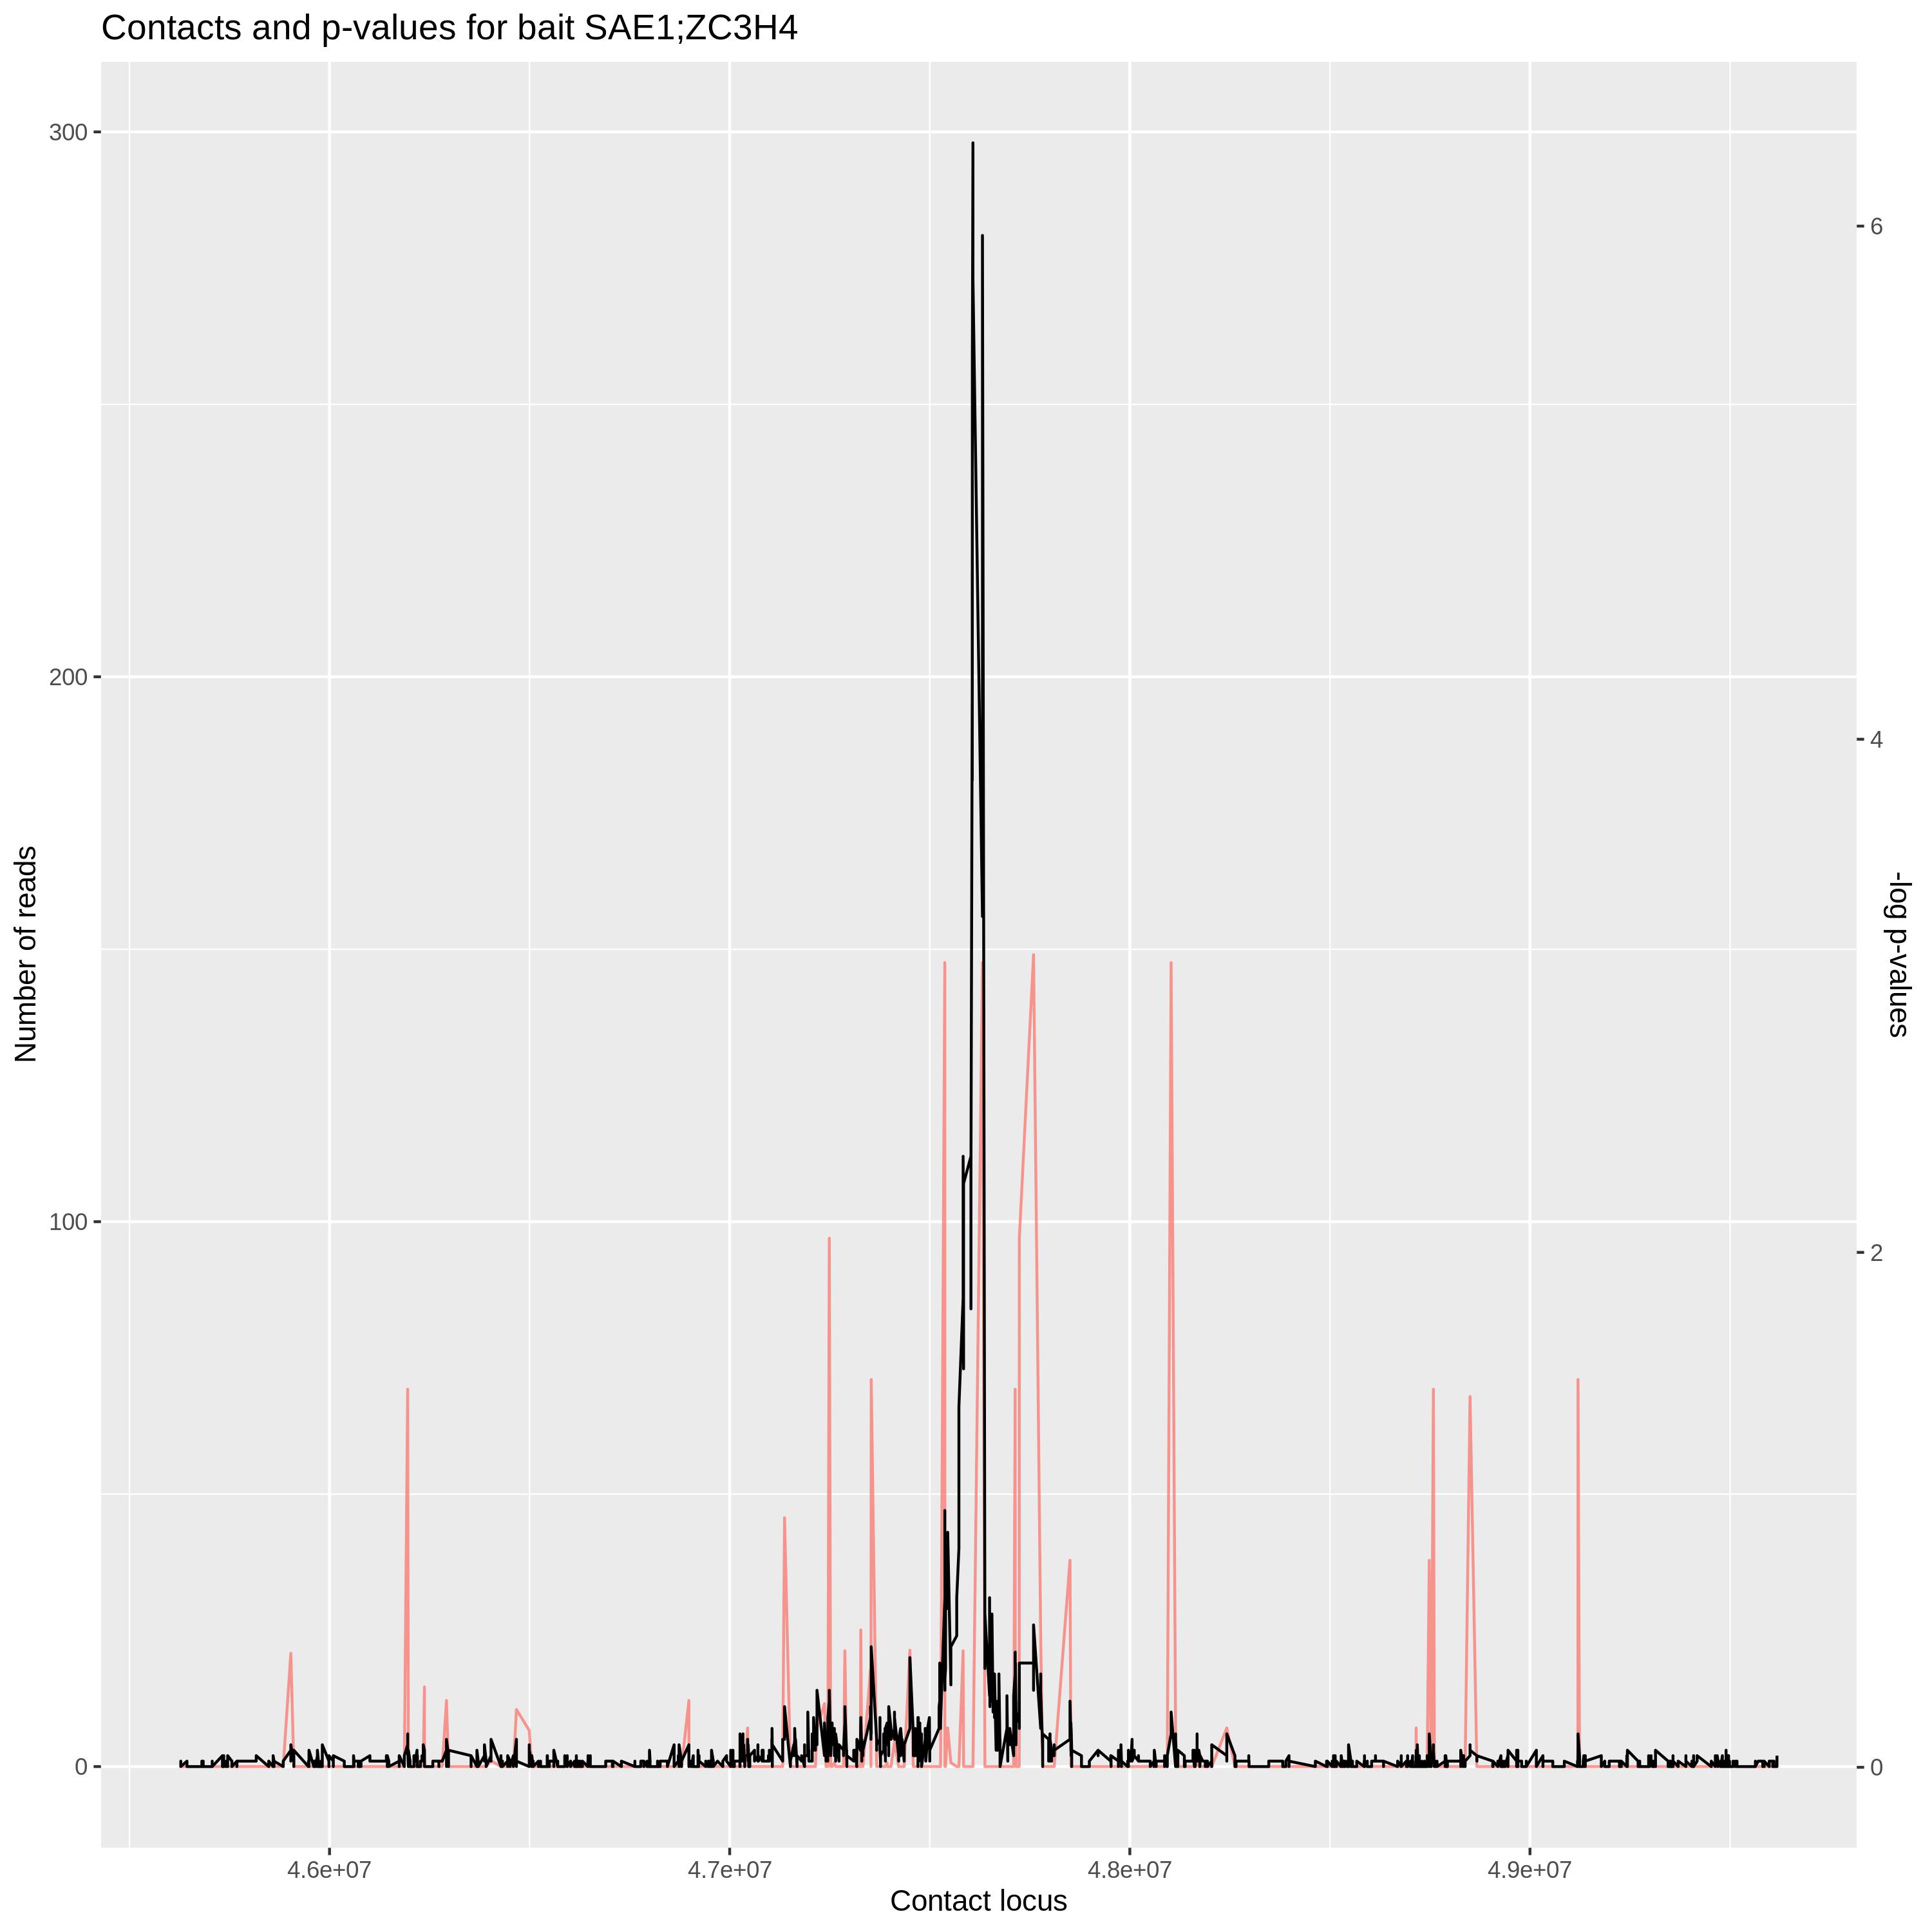 Contacts and p-values for bait SAE1;ZC3H4
300
200
100
0
Number of reads
6
4
2
0
-log p-values
4.6e+07
4.7e+07
4.8e+07
4.9e+07
Contact locus